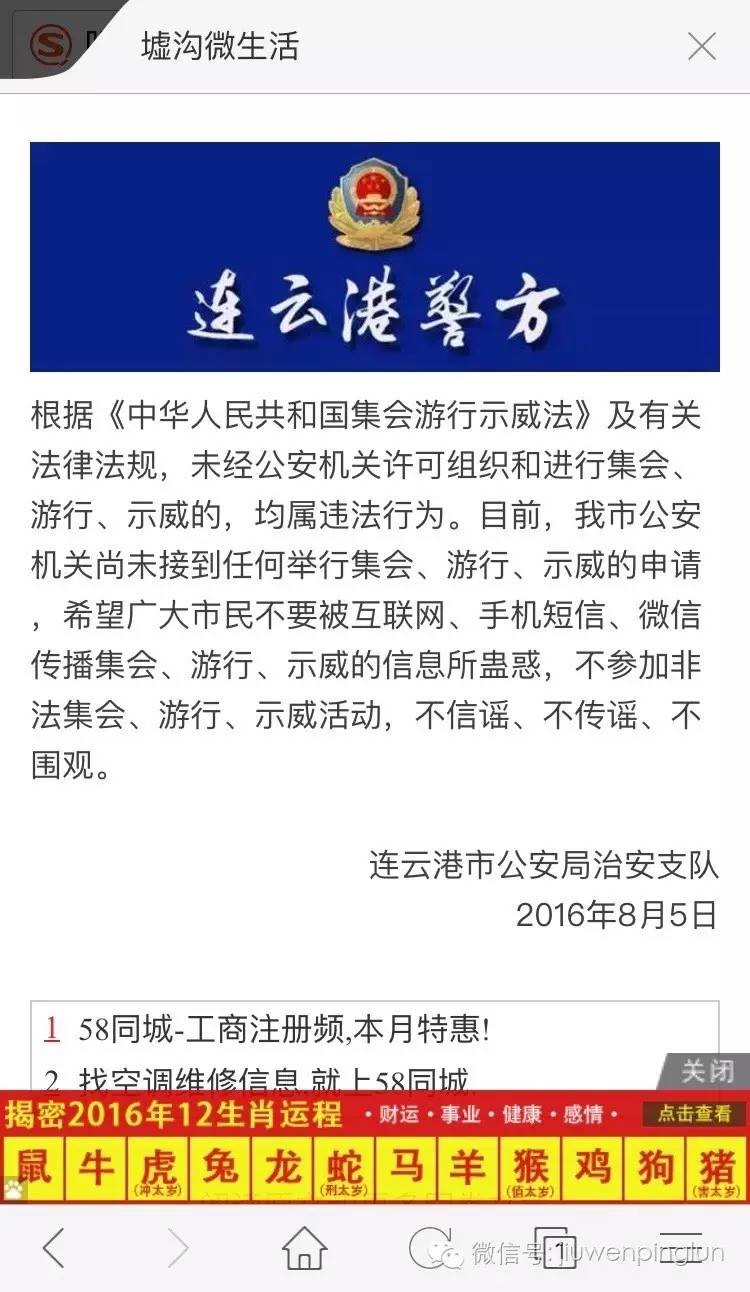 S
墟沟微生活
连云港警方
根据《中华人民共和国集会游行示威法》及有关
法律法规，未经公安机关许可组织和进行集会、
游行、示威的，均属违法行为。目前，我市公安
机关尚未接到任何举行集会、游行、示威的申请
，希望广大市民不要被互联网、手机短信、微信
传播集会、游行、示威的信息所蛊惑，不参加非
法集会、游行、示威活动，不信谣、不传谣、不
围观。
连云港市公安局治安支队
2016年8月5日
1 58同城-工商注册频,本月特惠!
2 找空调维修信息,就上58同城.
关闭
揭密2016年12生肖运程 ·财运·事业·健康·感情· 点击查看
鼠 牛 虎 兔 龙 蛇 马 羊 猴 鸡 狗 猪
(冲太岁) (刑太岁) (值太岁) (害太岁)
1
微信号: jiuwenpinglun